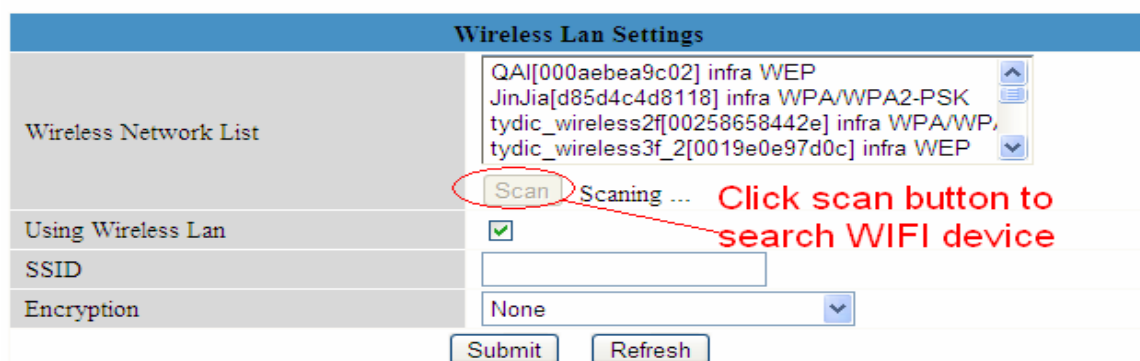 Wireless Lan Settings
Wireless Network List
QAI[000aebea9c02] infra WEP
JinJia[d85d4c4d8118] infra WPA/WPA2-PSK
tydic_wireless2f[00258658442e] infra WPA/WP
tydic_wireless3f_2[0019e0e97d0c] infra WEP
Scan Scaning ...
Click scan button to
search WIFI device
Using Wireless Lan
SSID
Encryption None
Submit Refresh